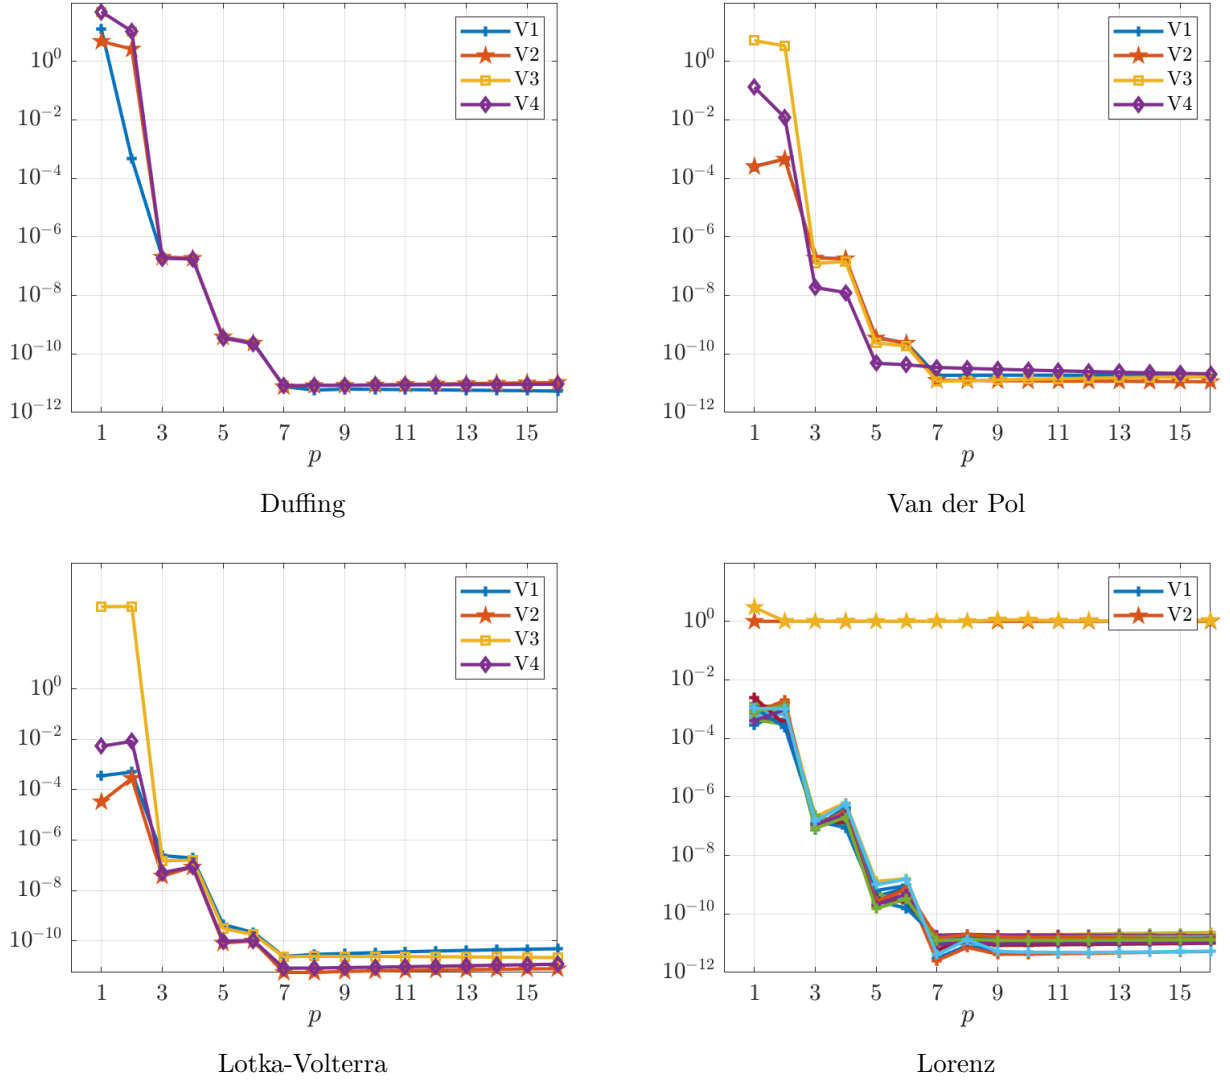 10^0
10^{-2}
10^{-4}
10^{-6}
10^{-8}
10^{-10}
10^{-12}
1 3 5 7 9 11 13 15
p
V1
V2
V3
V4
Duffing
10^0
10^{-2}
10^{-4}
10^{-6}
10^{-8}
10^{-10}
10^{-12}
1 3 5 7 9 11 13 15
p
V1
V2
V3
V4
Van der Pol
10^0
10^{-2}
10^{-4}
10^{-6}
10^{-8}
10^{-10}
1 3 5 7 9 11 13 15
p
V1
V2
V3
V4
Lotka-Volterra
10^0
10^{-2}
10^{-4}
10^{-6}
10^{-8}
10^{-10}
10^{-12}
1 3 5 7 9 11 13 15
p
V1
V2
Lorenz